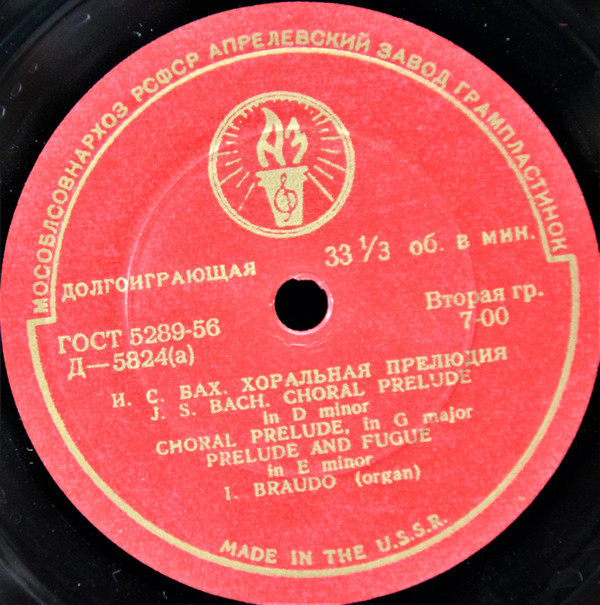 МОСОБЛСОВНАРХОЗ РСФСР АПРЕЛЕВСКИЙ ЗАВОД ГРАМПЛАСТИНОК
АЗ
ДОЛГОИГРАЮЩАЯ
33 1/3 об. в мин.
ГОСТ 5289-56
Д—5824(а)
Вторая гр.
7-00
И. С. БАХ. ХОРАЛЬНАЯ ПРЕЛЮДИЯ
J. S. BACH. CHORAL PRELUDE
in D minor
CHORAL PRELUDE, in G major
PRELUDE AND FUGUE
in E minor
I. BRAUDO (organ)
MADE IN THE U.S.S.R.